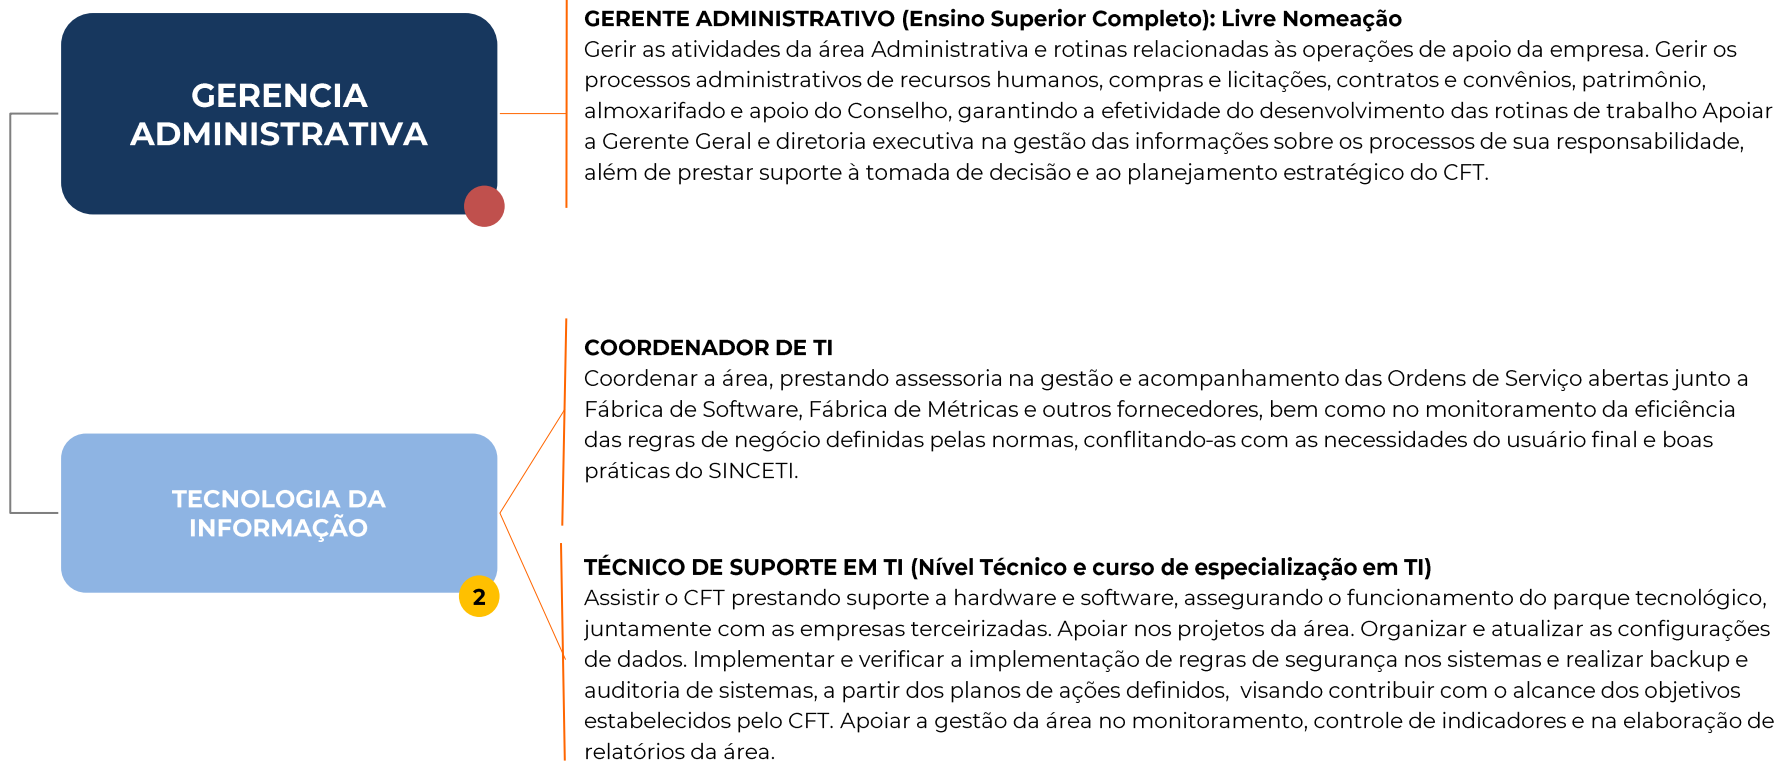 GERENCIA
ADMINISTRATIVA
GERENTE ADMINISTRATIVO (Ensino Superior Completo): Livre Nomeação
Gerir as atividades da área Administrativa e rotinas relacionadas às operações de apoio da empresa. Gerir os
processos administrativos de recursos humanos, compras e licitações, contratos e convênios, patrimônio,
almoxarifado e apoio do Conselho, garantindo a efetividade do desenvolvimento das rotinas de trabalho Apoiar
a Gerente Geral e diretoria executiva na gestão das informações sobre os processos de sua responsabilidade,
além de prestar suporte à tomada de decisão e ao planejamento estratégico do CFT.
TECNOLOGIA DA
INFORMAÇÃO
2
COORDENADOR DE TI
Coordenar a área, prestando assessoria na gestão e acompanhamento das Ordens de Serviço abertas junto a
Fábrica de Software, Fábrica de Métricas e outros fornecedores, bem como no monitoramento da eficiência
das regras de negócio definidas pelas normas, conflitando-as com as necessidades do usuário final e boas
práticas do SINCETI.
TÉCNICO DE SUPORTE EM TI (Nível Técnico e curso de especialização em TI)
Assistir o CFT prestando suporte a hardware e software, assegurando o funcionamento do parque tecnológico,
juntamente com as empresas terceirizadas. Apoiar nos projetos da área. Organizar e atualizar as configurações
de dados. Implementar e verificar a implementação de regras de segurança nos sistemas e realizar backup e
auditoria de sistemas, a partir dos planos de ações definidos,  visando contribuir com o alcance dos objetivos
estabelecidos pelo CFT. Apoiar a gestão da área no monitoramento, controle de indicadores e na elaboração de
relatórios da área.